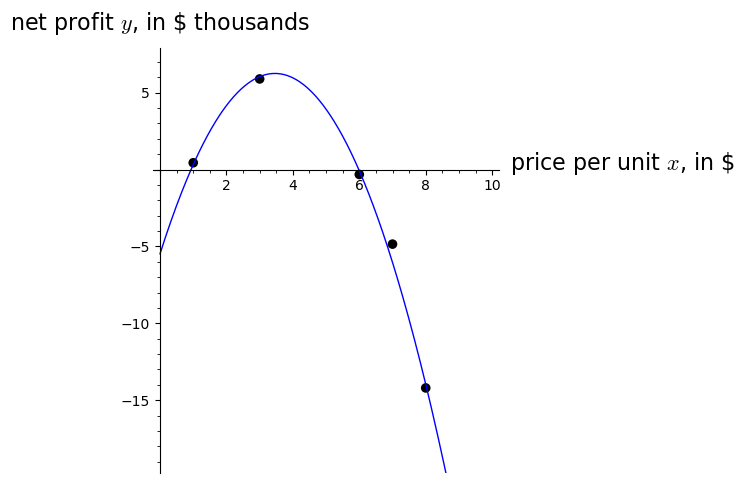 net profit y, in $ thousands
5
price per unit x, in $
2 4 6 8 10
−5
−10
−15